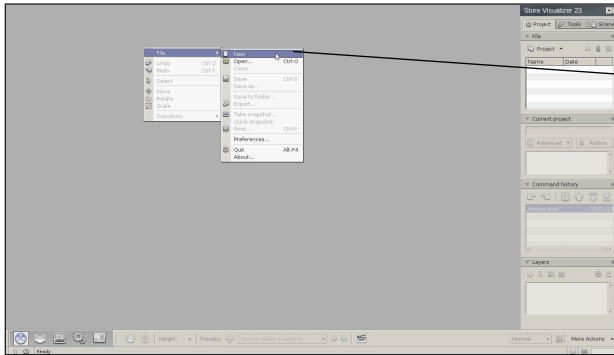 Store Visualizer 23
Project Tools Scene
File
Project
Name Date
Current project
Advanced Author
Command history
History start
Layers
File
Undo Ctrl-Z
Redo Ctrl-Y
Select
Move
Rotate
Scale
Transform
New
Open... Ctrl-O
Close
Save Ctrl-S
Save as...
Save to folder...
Export...
Take snapshot...
Quick snapshot
Print... Ctrl-P
Preferences...
Quit Alt-F4
About...
Height: Presets: Click to select a camera
Normal More Actions
Ready